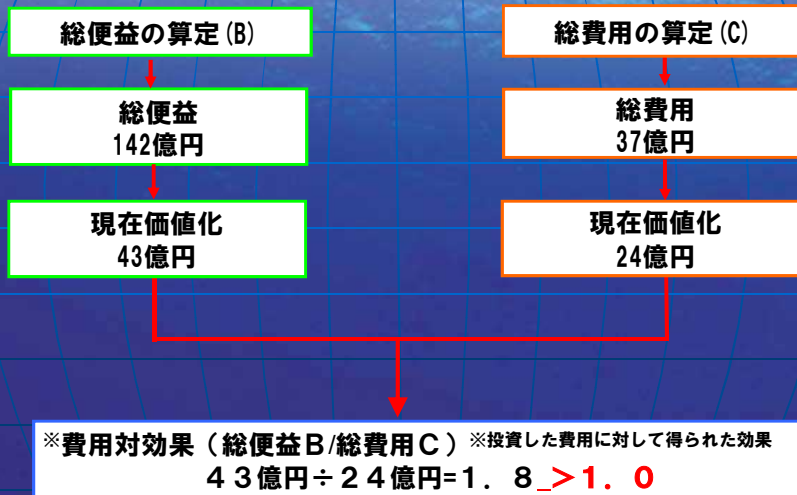 総便益の算定(B)
総費用の算定(C)
総便益
142億円
総費用
37億円
現在価値化
43億円
現在価値化
24億円
※費用対効果（総便益Ｂ/総費用Ｃ）※投資した費用に対して得られた効果
４３億円÷２４億円=１．８_＞１．０